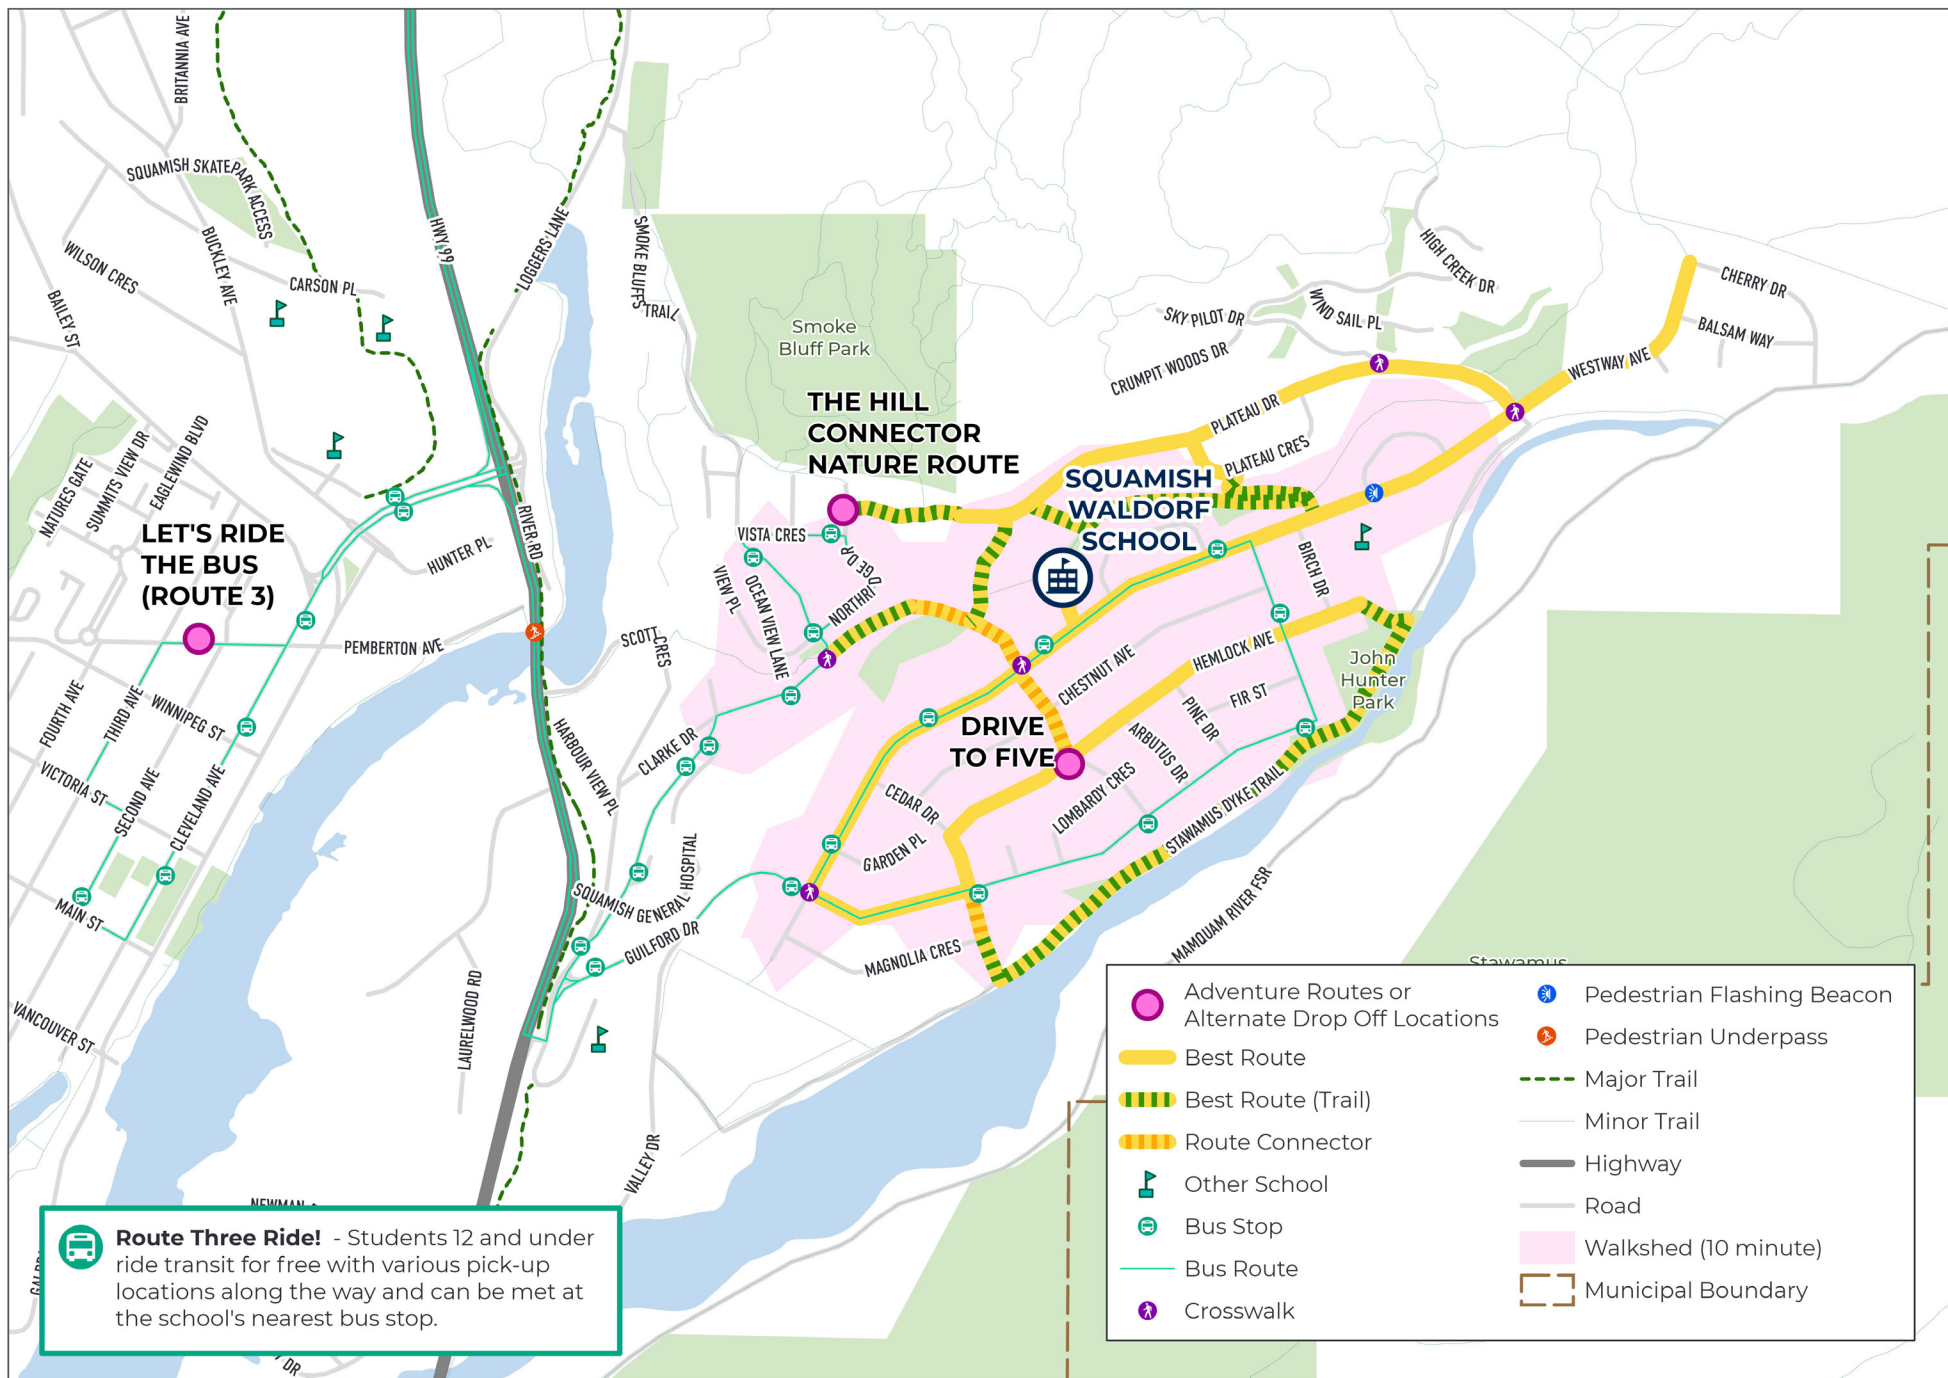 BRITANNIA AVE
SQUAMISH SKATEPARK ACCESS
BUCKLEY AVE
WILSON CRES
CARSON PL
BAILEY ST
HWY 99
LOGGERS LANE
SMOKE BLUFFS TRAIL
Smoke
Bluff Park
HIGH CREEK DR
SKY PILOT DR
WIND SAIL PL
CRUMPIT WOODS DR
CHERRY DR
BALSAM WAY
WESTWAY AVE
PLATEAU DR
PLATEAU CRES
THE HILL
CONNECTOR
NATURE ROUTE
SQUAMISH
WALDORF
SCHOOL
NATURES GATE
SUMMITS VIEW DR
EAGLEWIND BLVD
LET'S RIDE
THE BUS
(ROUTE 3)
HUNTER PL
RIVER RD
PEMBERTON AVE
VISTA CRES
VIEW PL
OCEAN VIEW LANE
NORTHRIDGE DR
SCOTT CRES
BIRCH DR
CHESTNUT AVE
HEMLOCK AVE
FIR ST
PINE DR
ARBUTUS DR
LOMBARDY CRES
John
Hunter
Park
DRIVE
TO FIVE
FOURTH AVE
THIRD AVE
WINNIPEG ST
VICTORIA ST
SECOND AVE
CLEVELAND AVE
MAIN ST
VANCOUVER ST
HARBOUR VIEW PL
CLARKE DR
CEDAR DR
GARDEN PL
STAWAMUS DYKE TRAIL
SQUAMISH GENERAL HOSPITAL
GUILFORD DR
MAGNOLIA CRES
MAMQUAM RIVER FSR
LAURELWOOD RD
VALLEY DR
Stawamus
Adventure Routes or
Alternate Drop Off Locations
Best Route
Best Route (Trail)
Route Connector
Other School
Bus Stop
Bus Route
Crosswalk
Pedestrian Flashing Beacon
Pedestrian Underpass
Major Trail
Minor Trail
Highway
Road
Walkshed (10 minute)
Municipal Boundary
NEWMAN
Route Three Ride! - Students 12 and under
ride transit for free with various pick-up
locations along the way and can be met at
the school's nearest bus stop.
DR